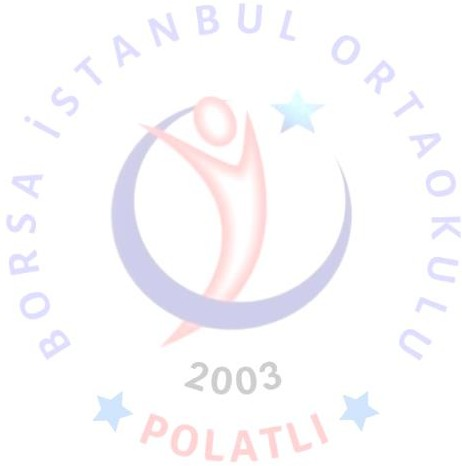 BORSA İSTANBUL ORTAOKULU
2003
POLATLI